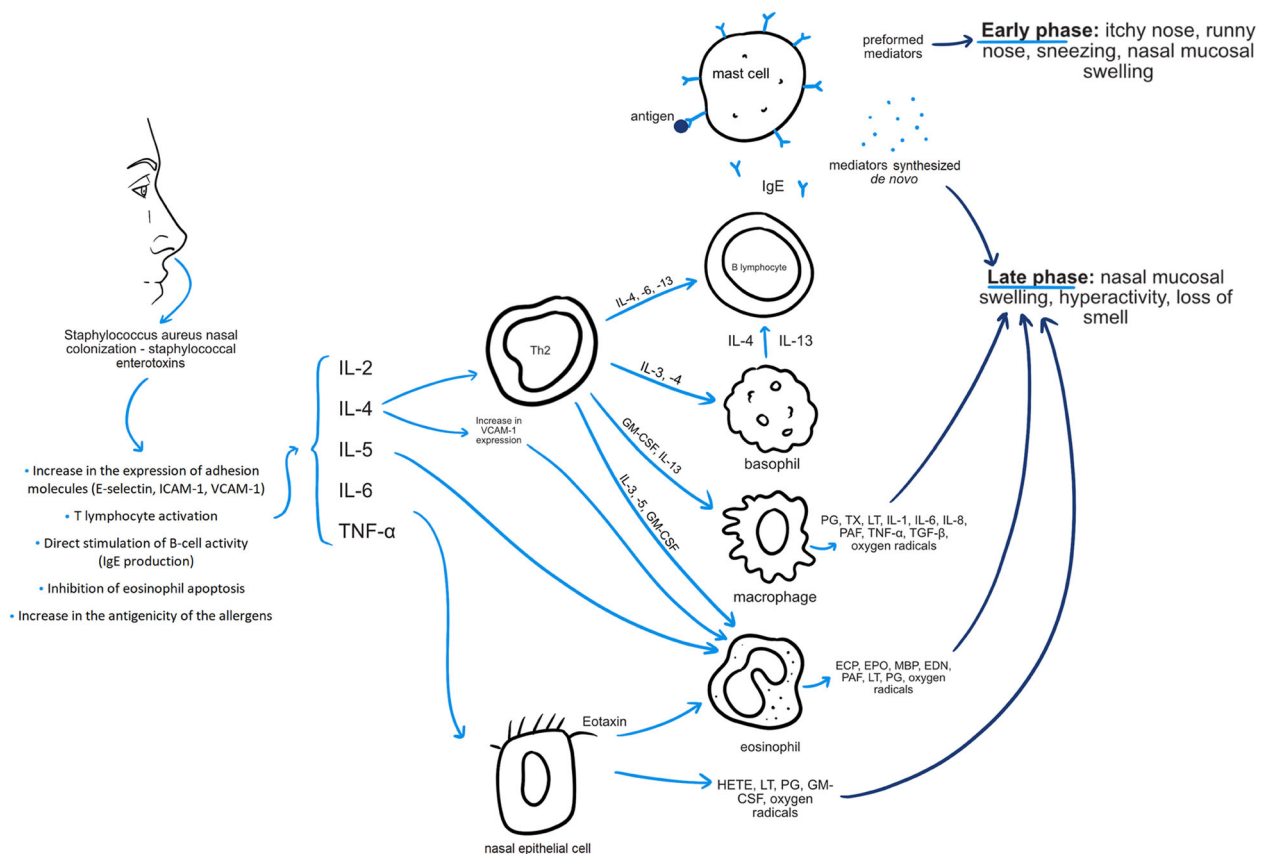 mast cell
antigen
IgE
preformed
mediators
Early phase: itchy nose, runny
nose, sneezing, nasal mucosal
swelling
mediators synthesized
de novo
Late phase: nasal mucosal
swelling, hyperactivity, loss of
smell
Staphylococcus aureus nasal
colonization - staphylococcal
enterotoxins
• Increase in the expression of adhesion
molecules (E-selectin, ICAM-1, VCAM-1)
• T lymphocyte activation
• Direct stimulation of B-cell activity
(IgE production)
• Inhibition of eosinophil apoptosis
• Increase in the antigenicity of the allergens
IL-2
IL-4
IL-5
IL-6
TNF-α
Th2
Increase in
VCAM-1
expression
IL-4, -6, -13
IL-3, -4
GM-CSF, IL-13
IL-3, -5, GM-CSF
B lymphocyte
IL-4 IL-13
basophil
macrophage
PG, TX, LT, IL-1, IL-6, IL-8,
PAF, TNF-α, TGF-β,
oxygen radicals
eosinophil
ECP, EPO, MBP, EDN,
PAF, LT, PG, oxygen
radicals
Eotaxin
nasal epithelial cell
HETE, LT, PG, GM-
CSF, oxygen
radicals